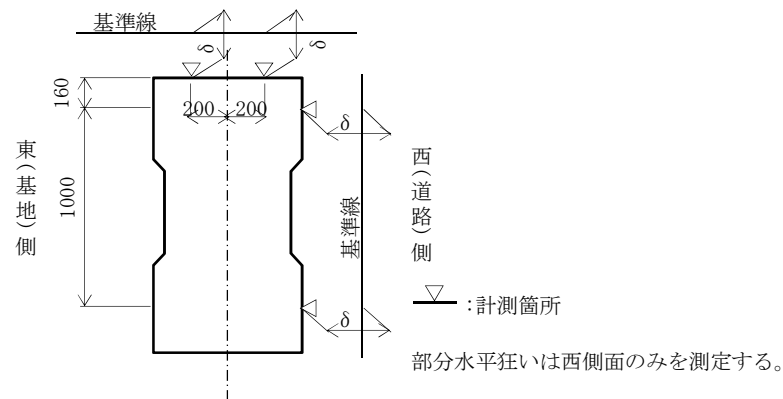 基準線
δ
δ
160
200
200
δ
東(基地)側
1000
基準線
西(道路)側
:計測箇所
δ
部分水平狂いは西側面のみを測定する。